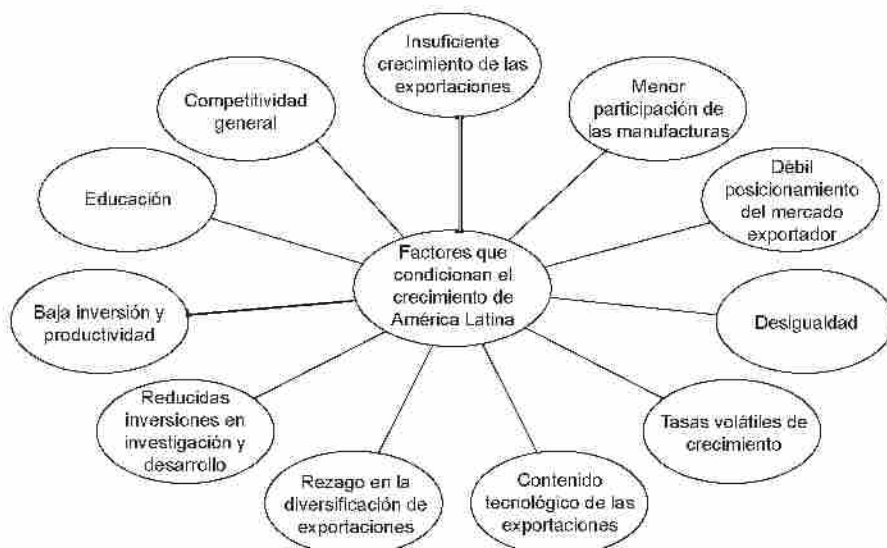 Insuficiente
crecimiento de las
exportaciones
Menor
participación de
las manufacturas
Débil
posicionamiento
del mercado
exportador
Desigualdad
Tasas volátiles de
crecimiento
Contenido
tecnológico de las
exportaciones
Rezago en la
diversificación de
exportaciones
Reducidas
inversiones en
investigación y
desarrollo
Baja inversión y
productividad
Educación
Competitividad
general
Factores que
condicionan el
crecimiento de
América Latina